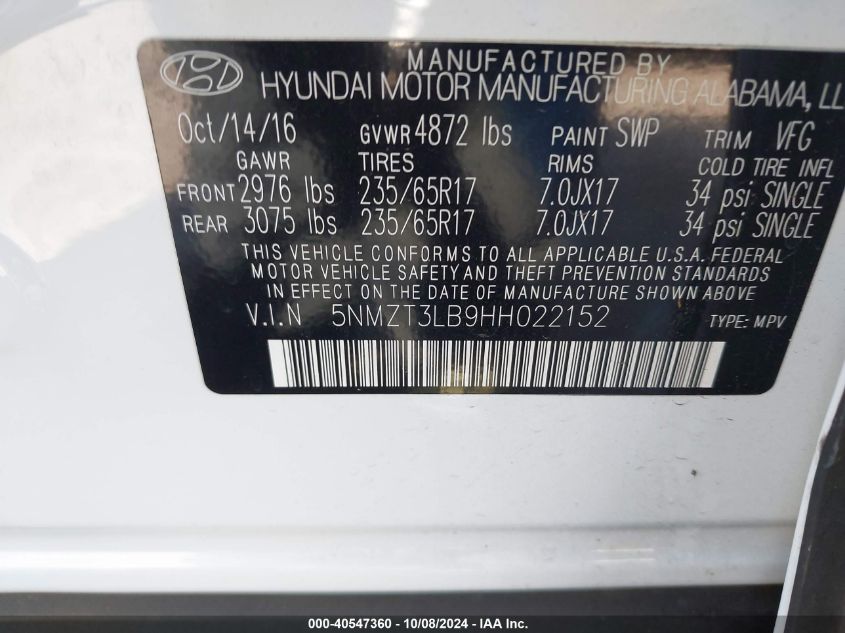 MANUFACTURED BY
HYUNDAI MOTOR MANUFACTURING ALABAMA, LL
Oct/14/16 GVWR 4872 lbs PAINT SWP TRIM VFG
GAWR TIRES RIMS COLD TIRE INFL
FRONT 2976 lbs 235/65R17 7.0JX17 34 psi SINGLE
REAR 3075 lbs 235/65R17 7.0JX17 34 psi SINGLE
THIS VEHICLE CONFORMS TO ALL APPLICABLE U.S.A. FEDERAL
MOTOR VEHICLE SAFETY AND THEFT PREVENTION STANDARDS
IN EFFECT ON THE DATE OF MANUFACTURE SHOWN ABOVE.
V.I.N 5NMZT3LB9HH022152 TYPE: MPV
000-40547360 - 10/08/2024 - IAA Inc.